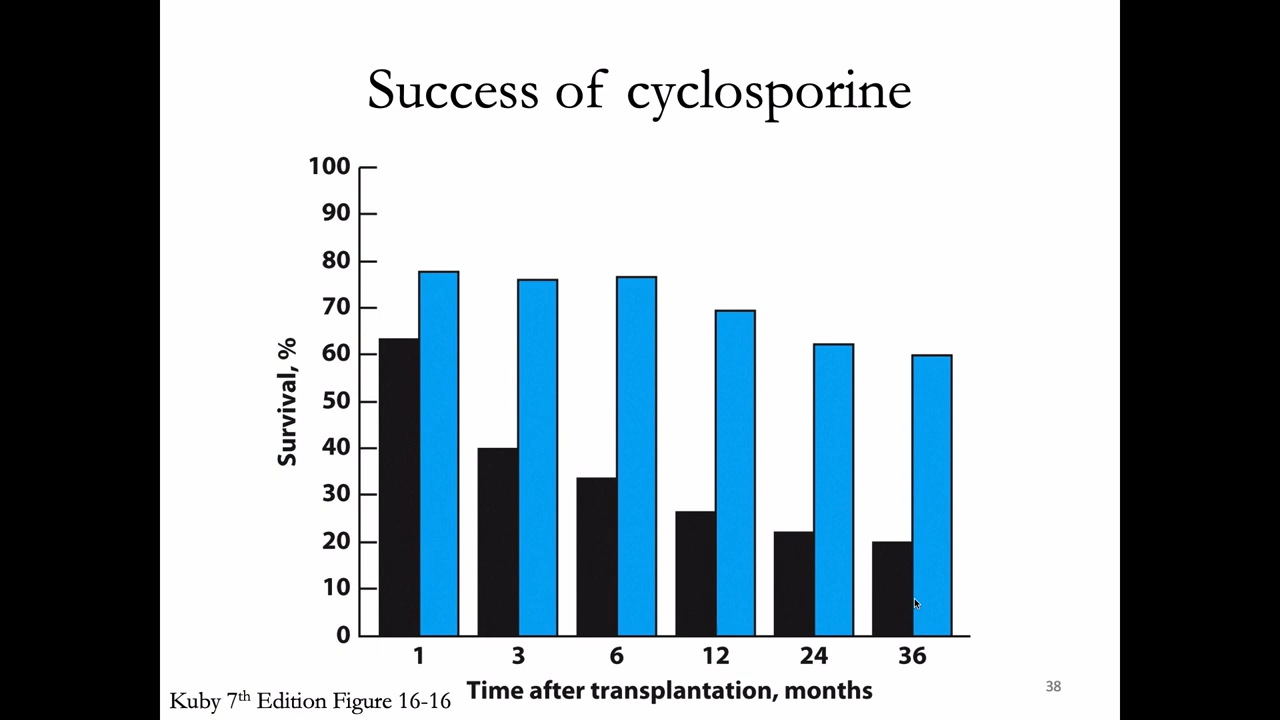 Success of cyclosporine
100
90
80
70
60
50
40
30
20
10
0
Survival, %
1 3 6 12 24 36
Time after transplantation, months
Kuby 7th Edition Figure 16-16
38